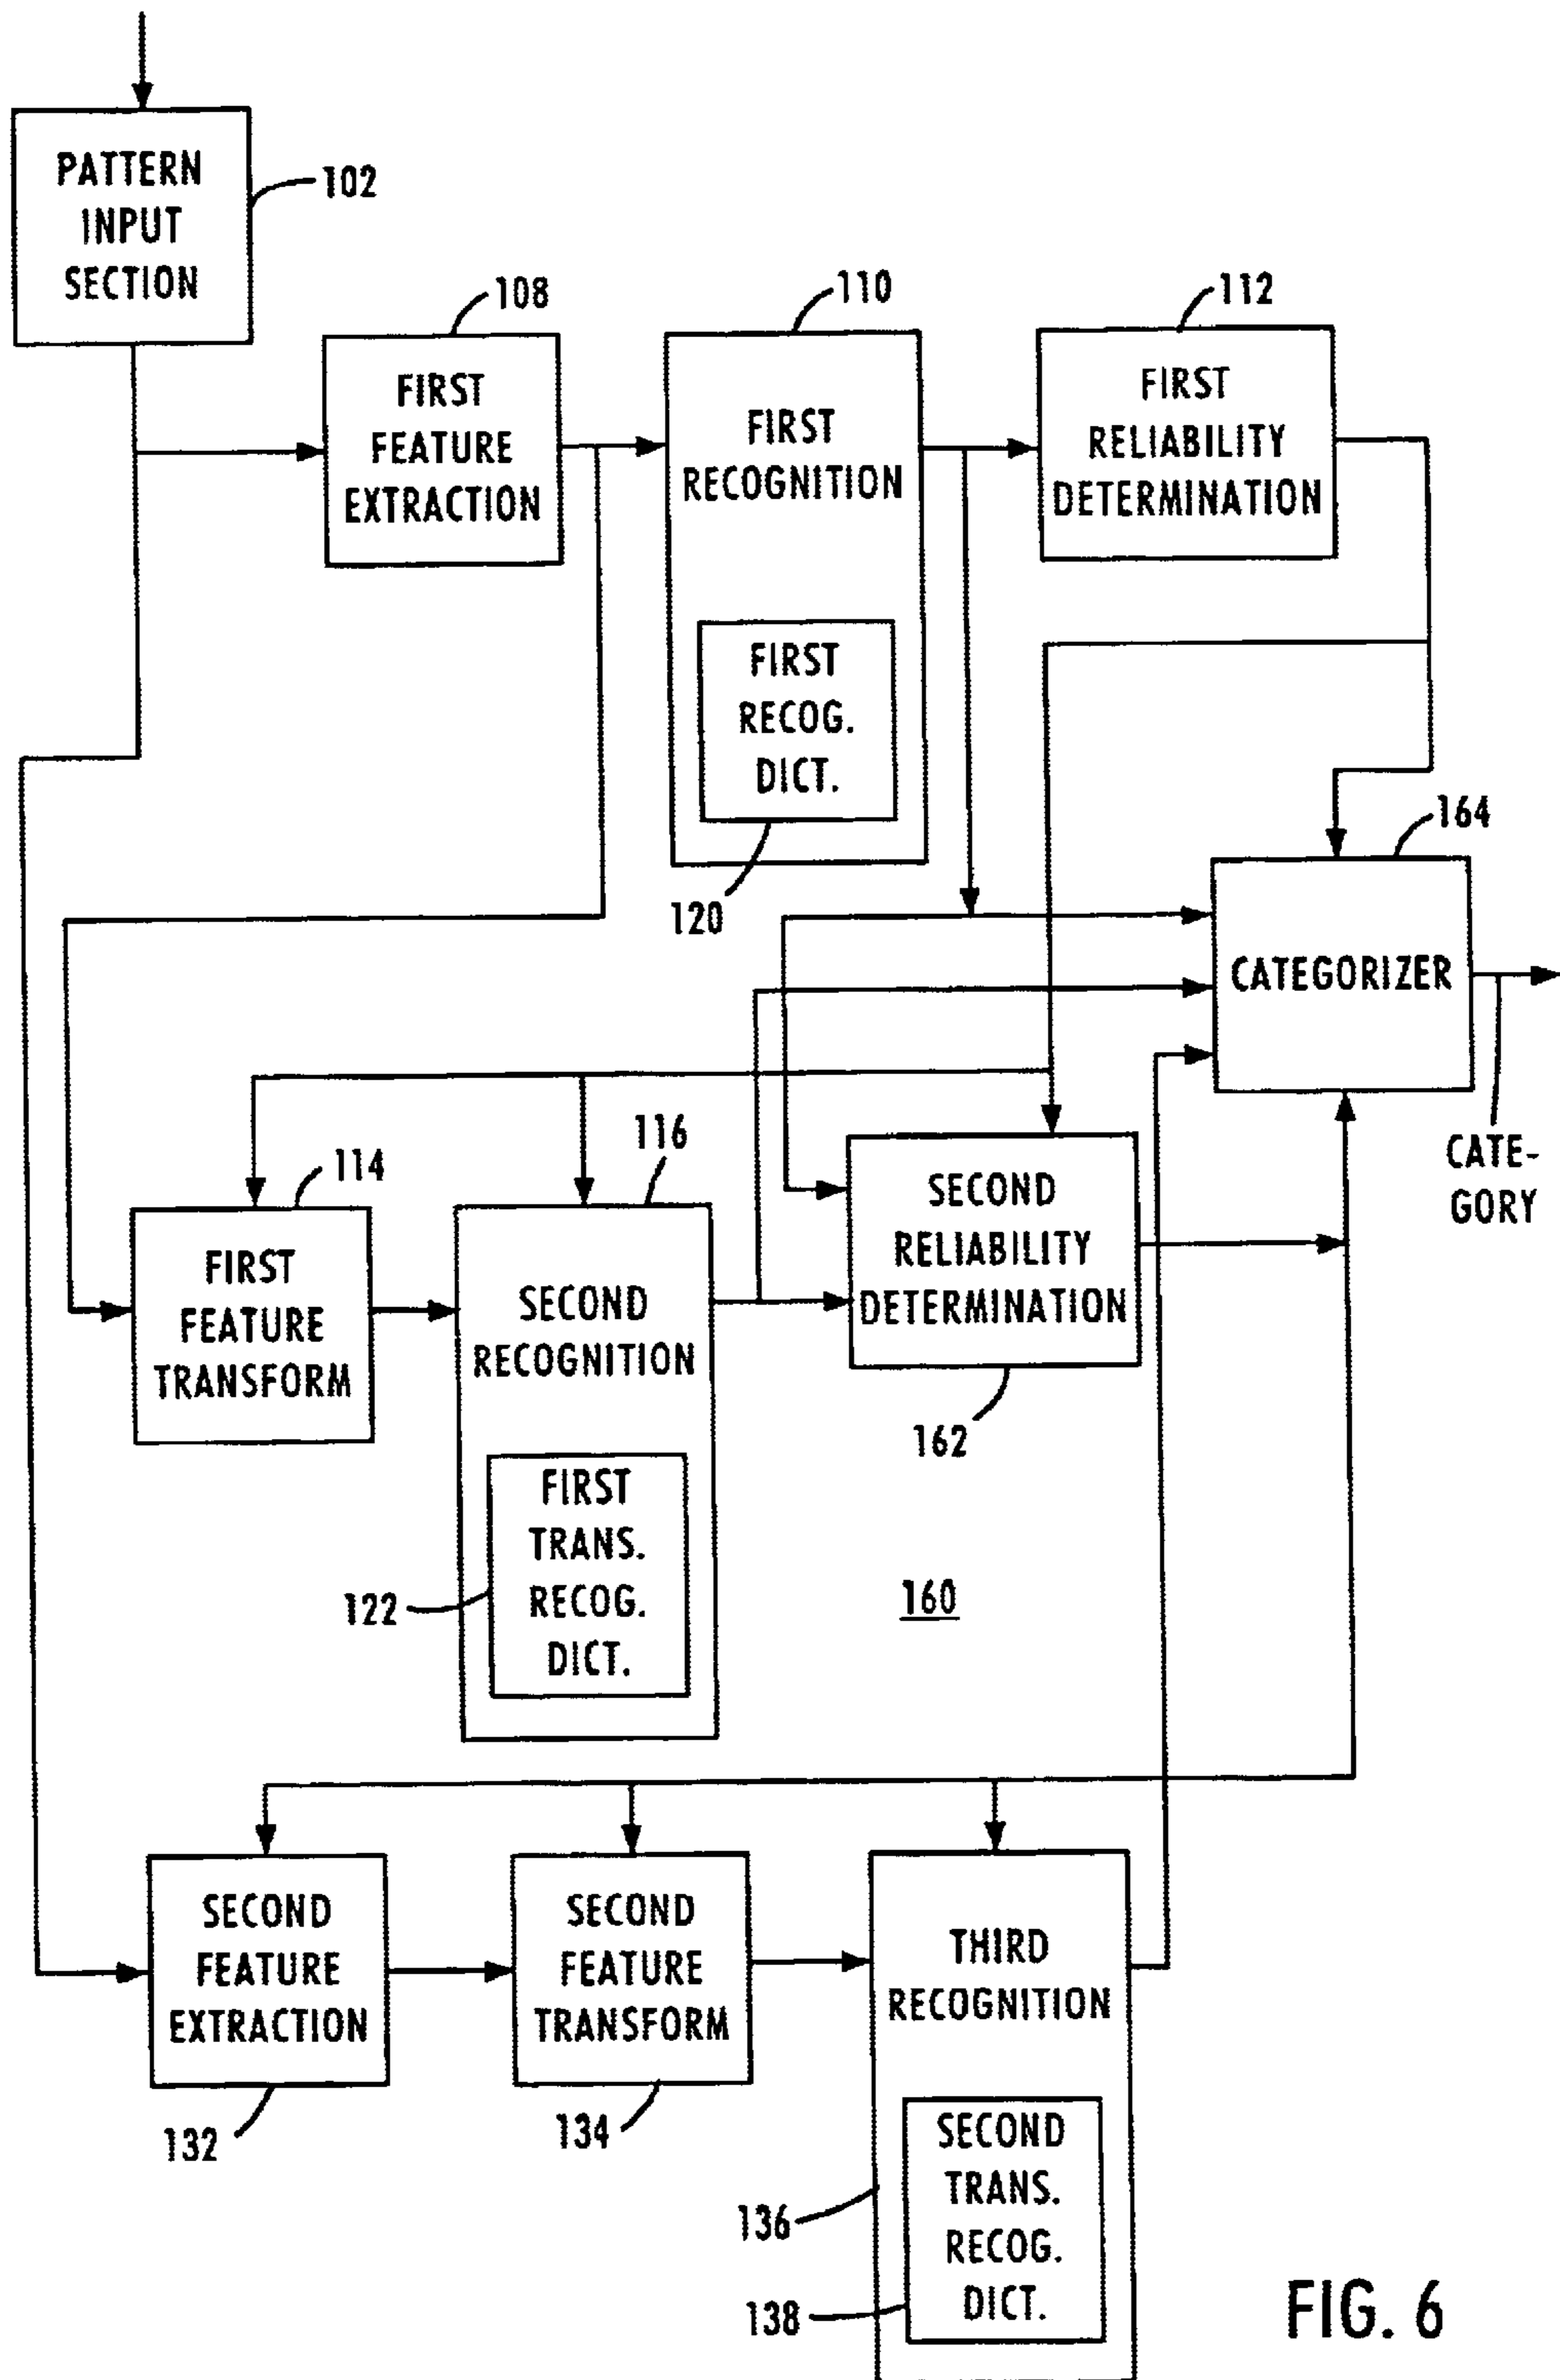 PATTERN
INPUT
SECTION
102
108
FIRST
FEATURE
EXTRACTION
110
FIRST
RECOGNITION
FIRST
RECOG.
DICT.
120
112
FIRST
RELIABILITY
DETERMINATION
164
CATEGORIZER
CATE-
GORY
114
FIRST
FEATURE
TRANSFORM
116
SECOND
RECOGNITION
FIRST
TRANS.
RECOG.
DICT.
122
SECOND
RELIABILITY
DETERMINATION
162
160
SECOND
FEATURE
EXTRACTION
132
SECOND
FEATURE
TRANSFORM
134
THIRD
RECOGNITION
SECOND
TRANS.
RECOG.
DICT.
136
138
FIG. 6